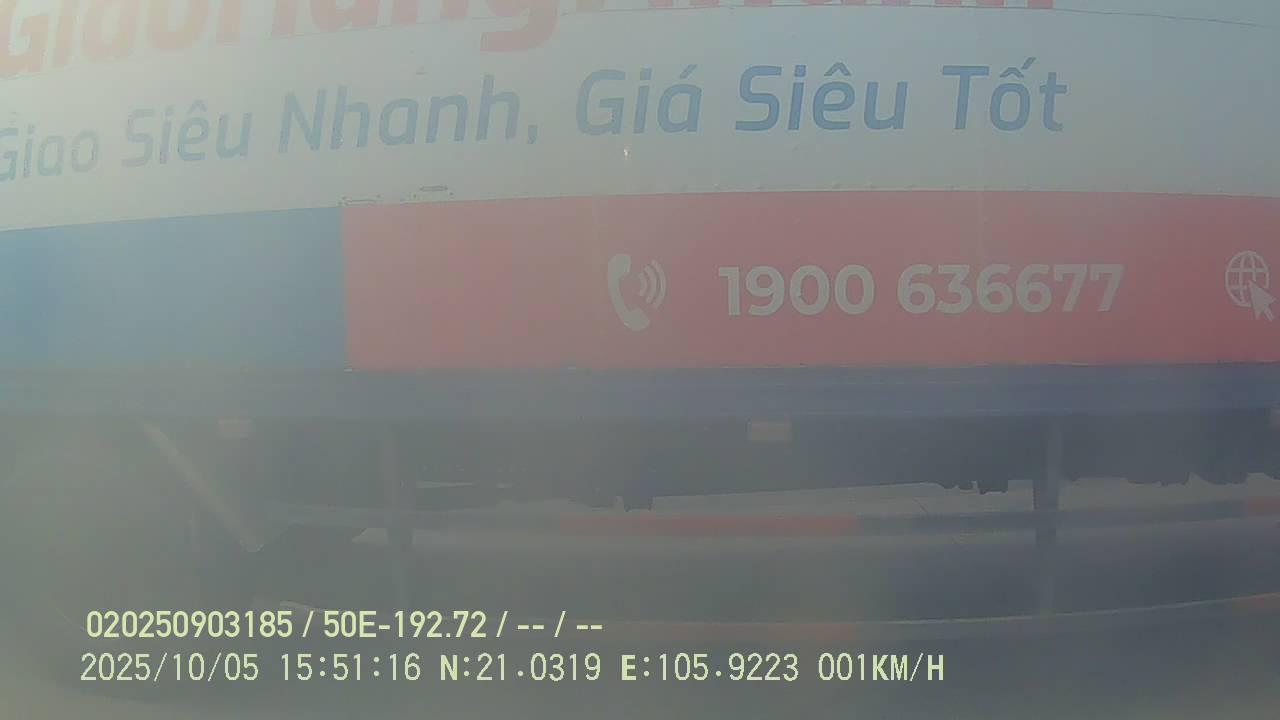 GiaoHàngNhanh
Giao Siêu Nhanh, Giá Siêu Tốt
1900 636677
020250903185 / 50E-192.72 / -- / --
2025/10/05 15:51:16 N:21.0319 E:105.9223 001KM/H